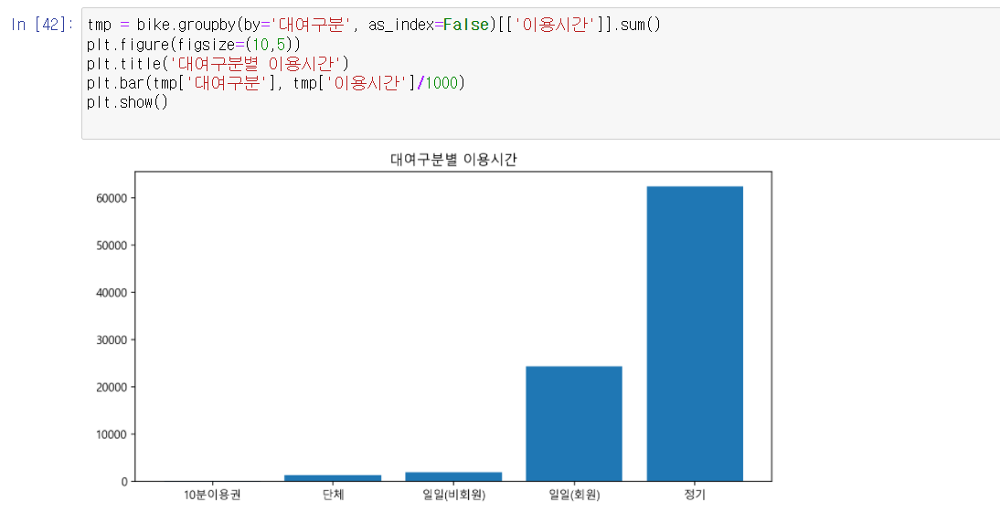 In [42]:
tmp = bike.groupby(by='대여구분', as_index=False)[['이용시간']].sum()
plt.figure(figsize=(10,5))
plt.title('대여구분별 이용시간')
plt.bar(tmp['대여구분'], tmp['이용시간']/1000)
plt.show()
대여구분별 이용시간
60000
50000
40000
30000
20000
10000
0
10분이용권 단체 일일(비회원) 일일(회원) 정기